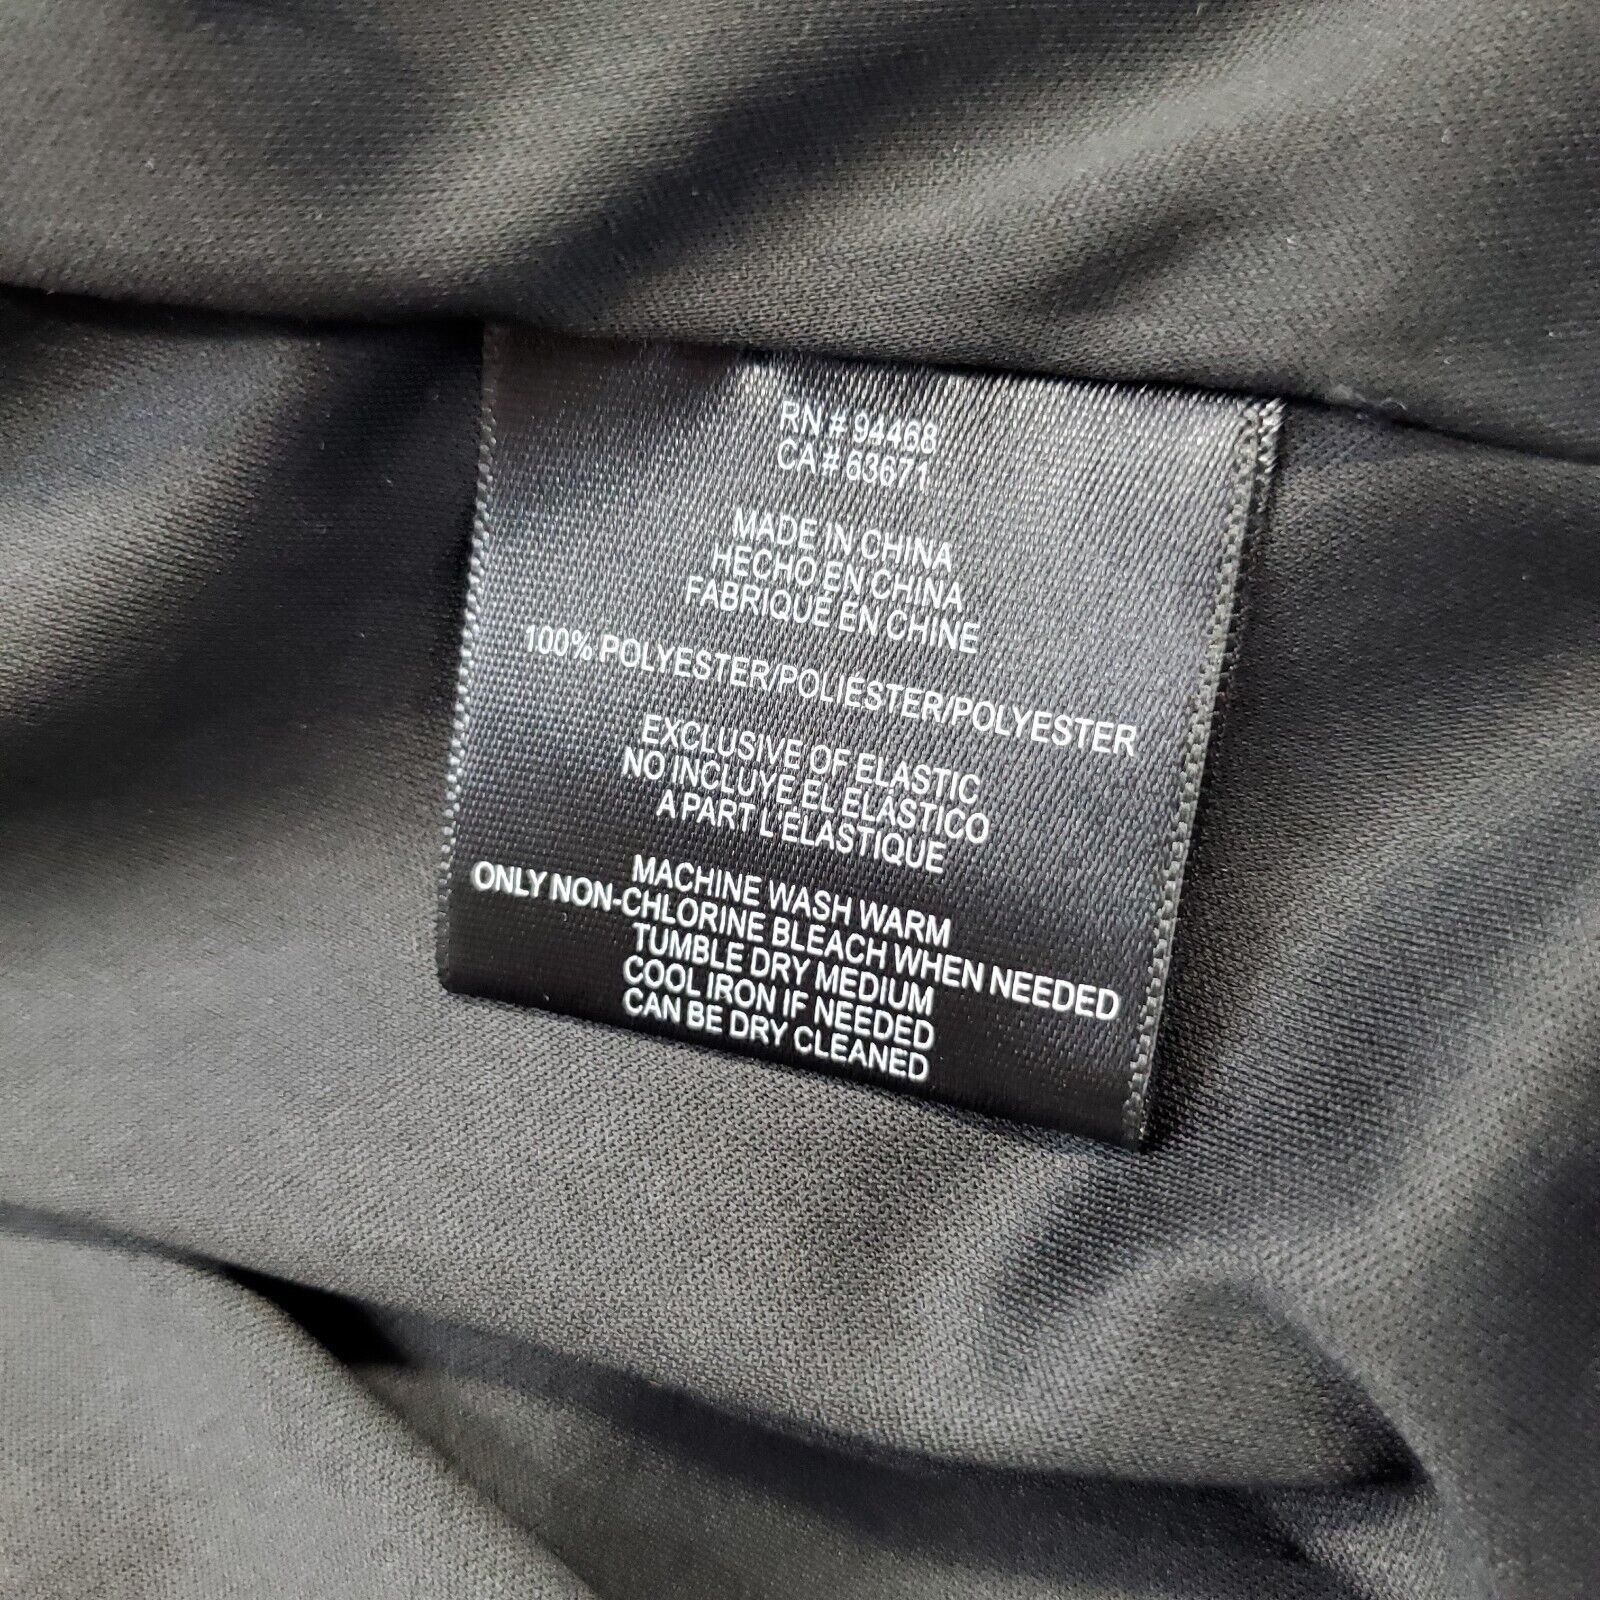 RN # 94468
CA # 63671
MADE IN CHINA
HECHO EN CHINA
FABRIQUÉ EN CHINE
100% POLYESTER/POLIESTER/POLYESTER
EXCLUSIVE OF ELASTIC
NO INCLUYE EL ELASTICO
A PART L'ELASTIQUE
MACHINE WASH WARM
ONLY NON-CHLORINE BLEACH WHEN NEEDED
TUMBLE DRY MEDIUM
COOL IRON IF NEEDED
CAN BE DRY CLEANED